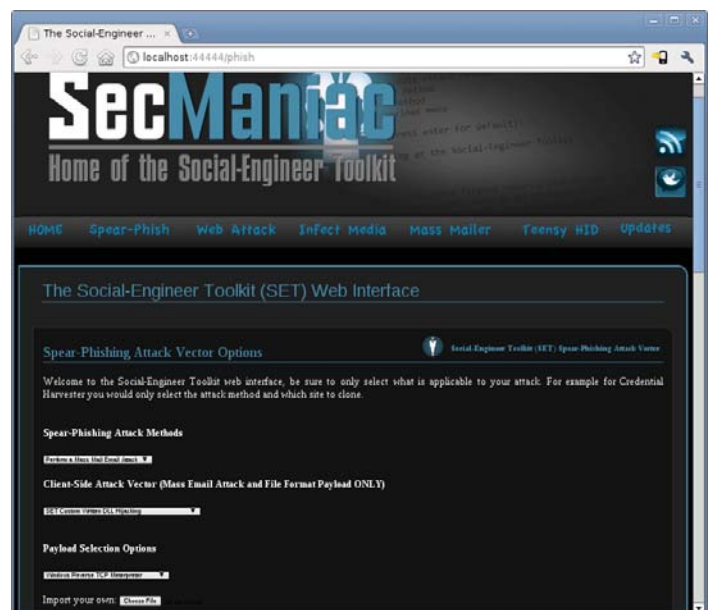 The Social-Engineer ...
localhost:44444/phish
SecManiac
Home of the Social-Engineer Toolkit
HOME Spear-Phish Web Attack Infect Media Mass Mailer Teensy HID Updates
The Social-Engineer Toolkit (SET) Web Interface
Spear-Phishing Attack Vector Options
Social-Engineer Toolkit (SET) Spear-Phishing Attack Vector
Welcome to the Social-Engineer Toolkit web interface, be sure to only select what is applicable to your attack. For example for Credential
Harvester you would only select the attack method and which site to clone.
Spear-Phishing Attack Methods
Perform a Mass Mail Email Attack
Client-Side Attack Vector (Mass Email Attack and File Format Payload ONLY)
SET Custom Written DLL Hijacking
Payload Selection Options
Windows Reverse TCP Meterpreter
Import your own: Choose File